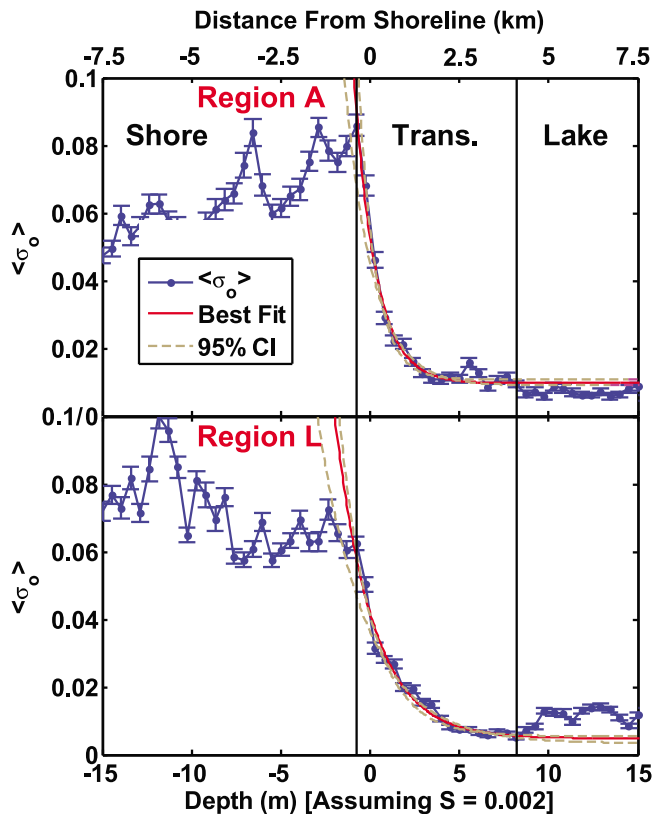 Distance From Shoreline (km)
-7.5 -5 -2.5 0 2.5 5 7.5
0.1
Region A
Shore Trans. Lake
0.08
0.06
<σo>
0.04
<σo>
Best Fit
95% CI
0.02
0.1/0
Region L
0.08
0.06
<σo>
0.04
0.02
0
-15 -10 -5 0 5 10 15
Depth (m) [Assuming S = 0.002]